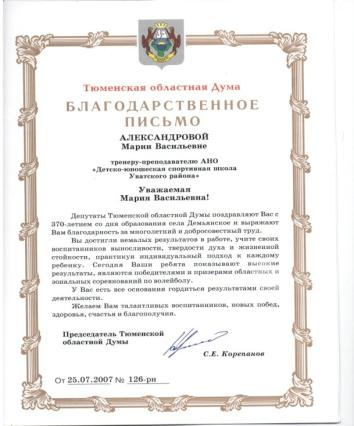 Тюменская областная Дума
БЛАГОДАРСТВЕННОЕ
ПИСЬМО
АЛЕКСАНДРОВОЙ
Марии Васильевне
тренеру-преподавателю АНО
«Детско-юношеская спортивная школа
Уватского района»
Уважаемая
Мария Васильевна!
Депутаты Тюменской областной Думы поздравляют Вас с
370-летием со дня образования села Демьянское и выражают
Вам благодарность за многолетний и добросовестный труд.
Вы достигли немалых результатов в работе, учите своих
воспитанников выносливости, твердости духа и жизненной
стойкости, практикуя индивидуальный подход к каждому
ребенку. Сегодня Ваши ребята показывают высокие
результаты, являются победителями и призерами областных и
зональных соревнований по волейболу.
У Вас есть все основания гордиться результатами своей
деятельности.
Желаем Вам талантливых воспитанников, новых побед,
здоровья, счастья и благополучия.
Председатель Тюменской
областной Думы
С.Е. Корепанов
От 25.07.2007 № 126-рн